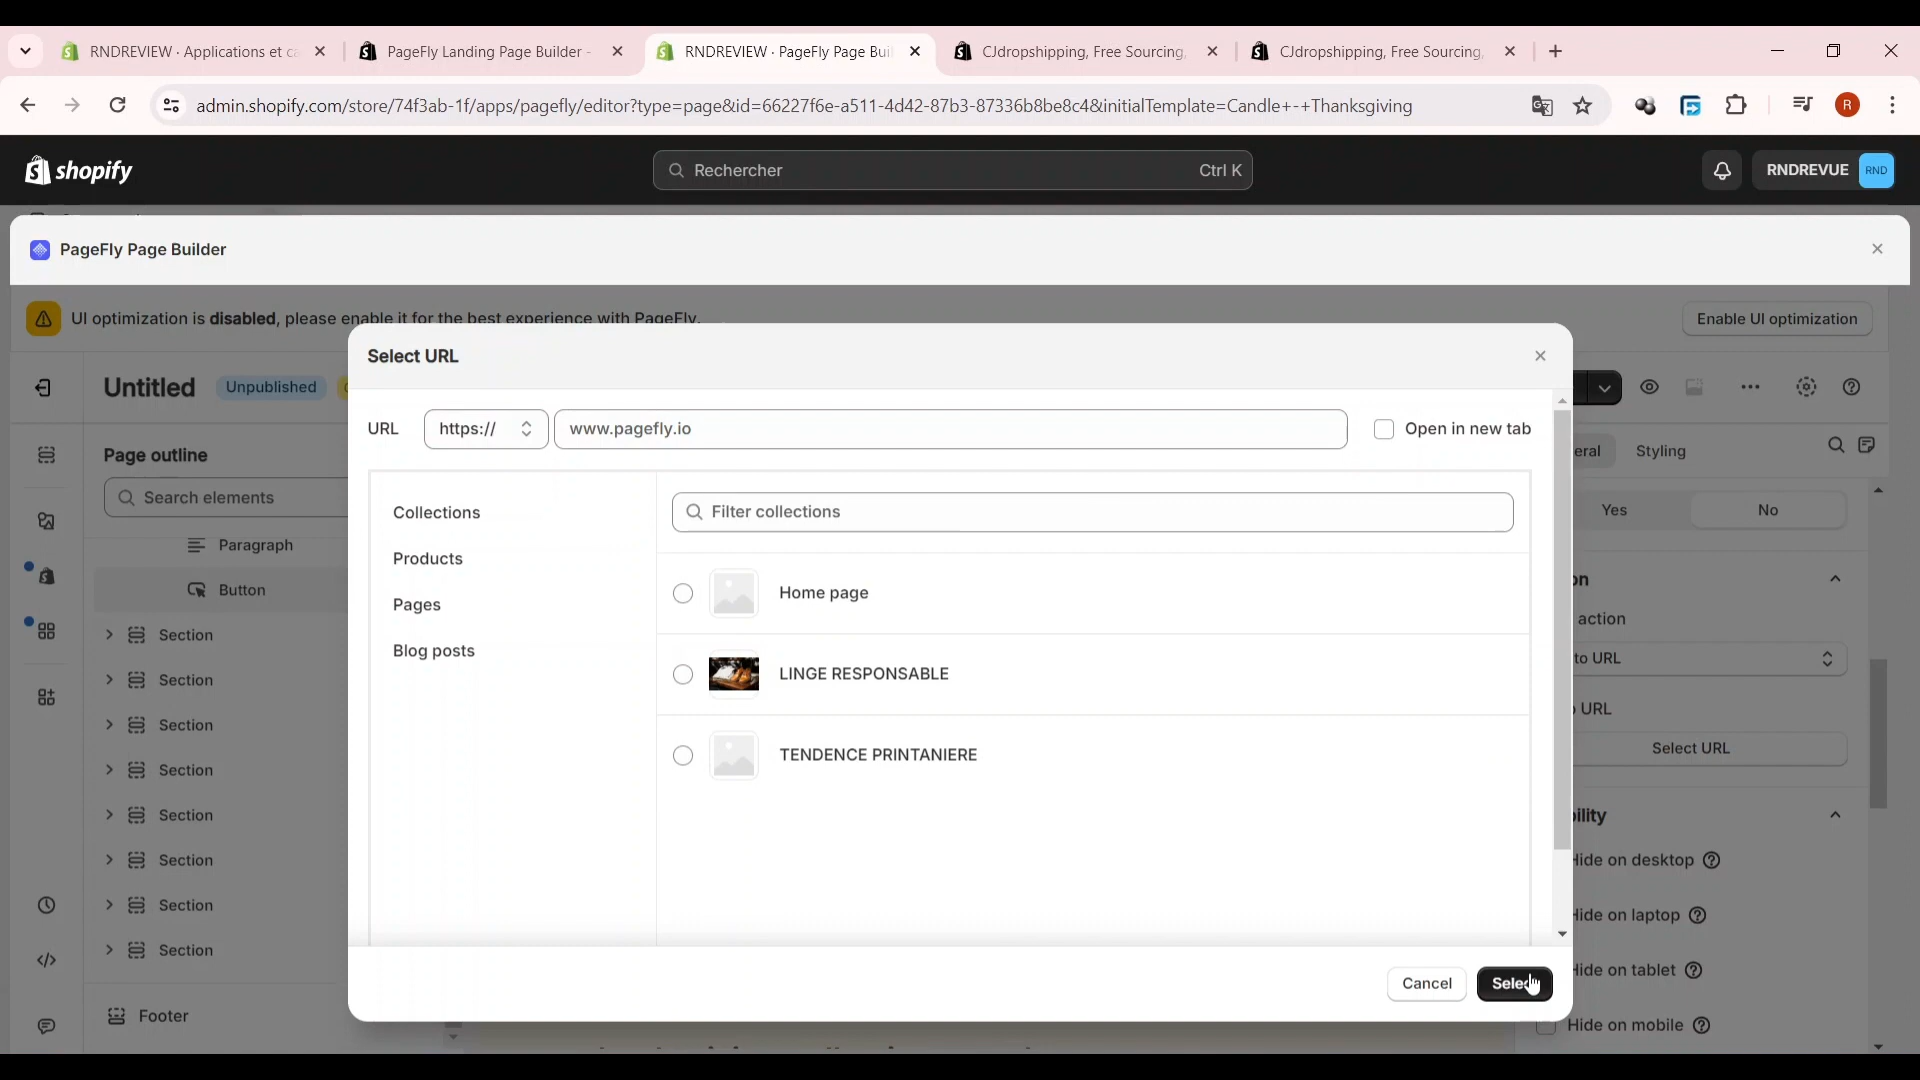 RNDREVIEW · Applications et ca
PageFly Landing Page Builder -
RNDREVIEW · PageFly Page Buil
CJdropshipping, Free Sourcing,
CJdropshipping, Free Sourcing,
admin.shopify.com/store/74f3ab-1f/apps/pagefly/editor?type=page&id=66227f6e-a511-4d42-87b3-87336b8be8c4&initialTemplate=Candle+-+Thanksgiving
R
shopify
Rechercher
Ctrl K
RNDREVUE
RND
PageFly Page Builder
UI optimization is disabled, please enable it for the best experience with PageFly.
Enable UI optimization
Select URL
Untitled
Unpublished
URL
https://
www.pagefly.io
Open in new tab
Page outline
eral
Styling
Search elements
Collections
Filter collections
Yes
No
Paragraph
Products
Button
Home page
on
Pages
action
Section
Blog posts
to URL
Section
LINGE RESPONSABLE
URL
Section
TENDENCE PRINTANIERE
Select URL
Section
Section
ility
Section
Hide on desktop
Section
Hide on laptop
Section
Cancel
Select
Hide on tablet
Footer
Hide on mobile